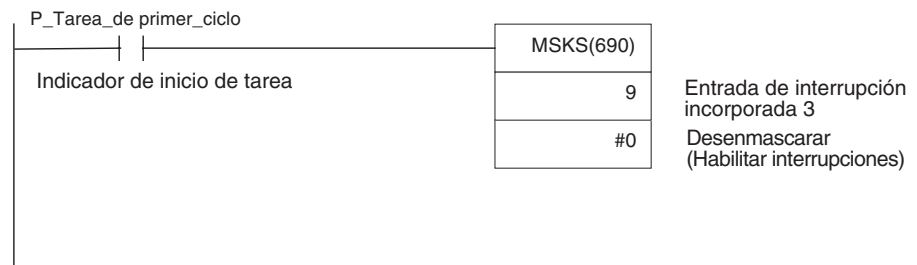 P_Tarea_de primer_ciclo
MSKS(690)
Indicador de inicio de tarea
9
Entrada de interrupción
incorporada 3
#0
Desenmascarar
(Habilitar interrupciones)